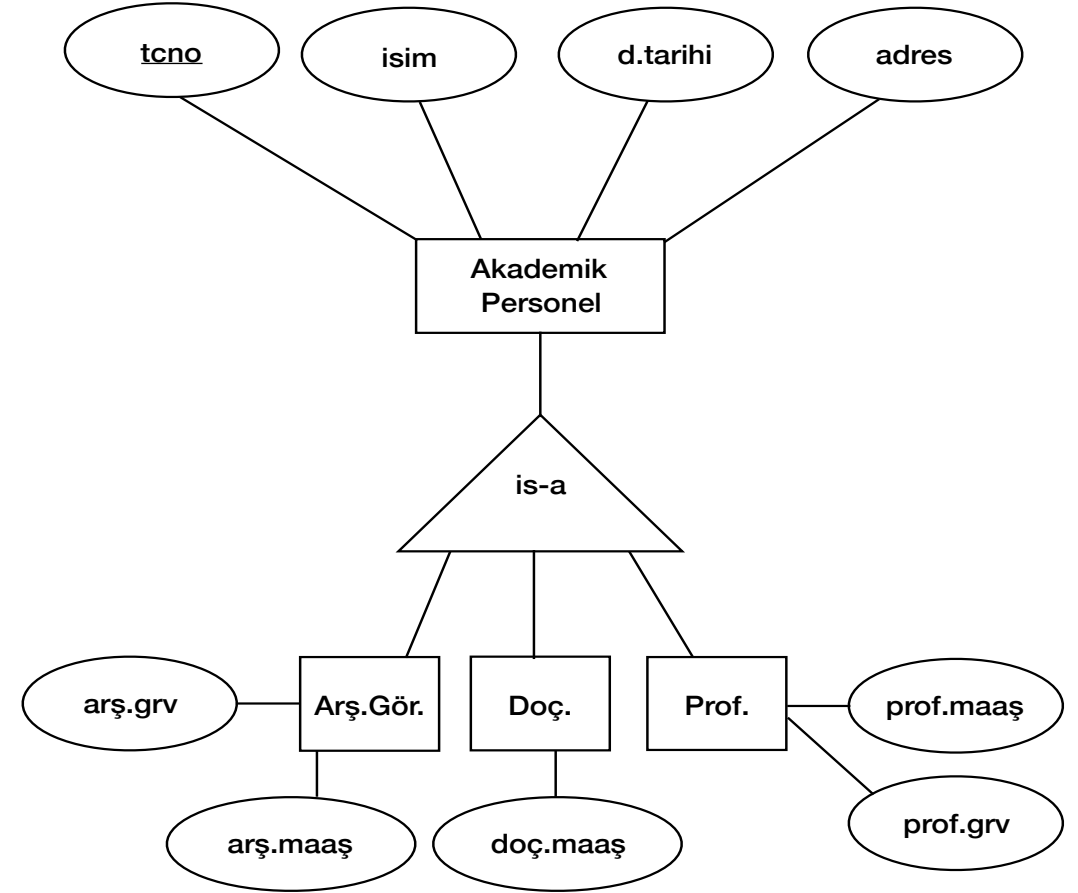 tcno
isim
d.tarihi
adres
Akademik
Personel
is-a
arş.grv
Arş.Gör.
Doç.
Prof.
prof.maaş
arş.maaş
doç.maaş
prof.grv